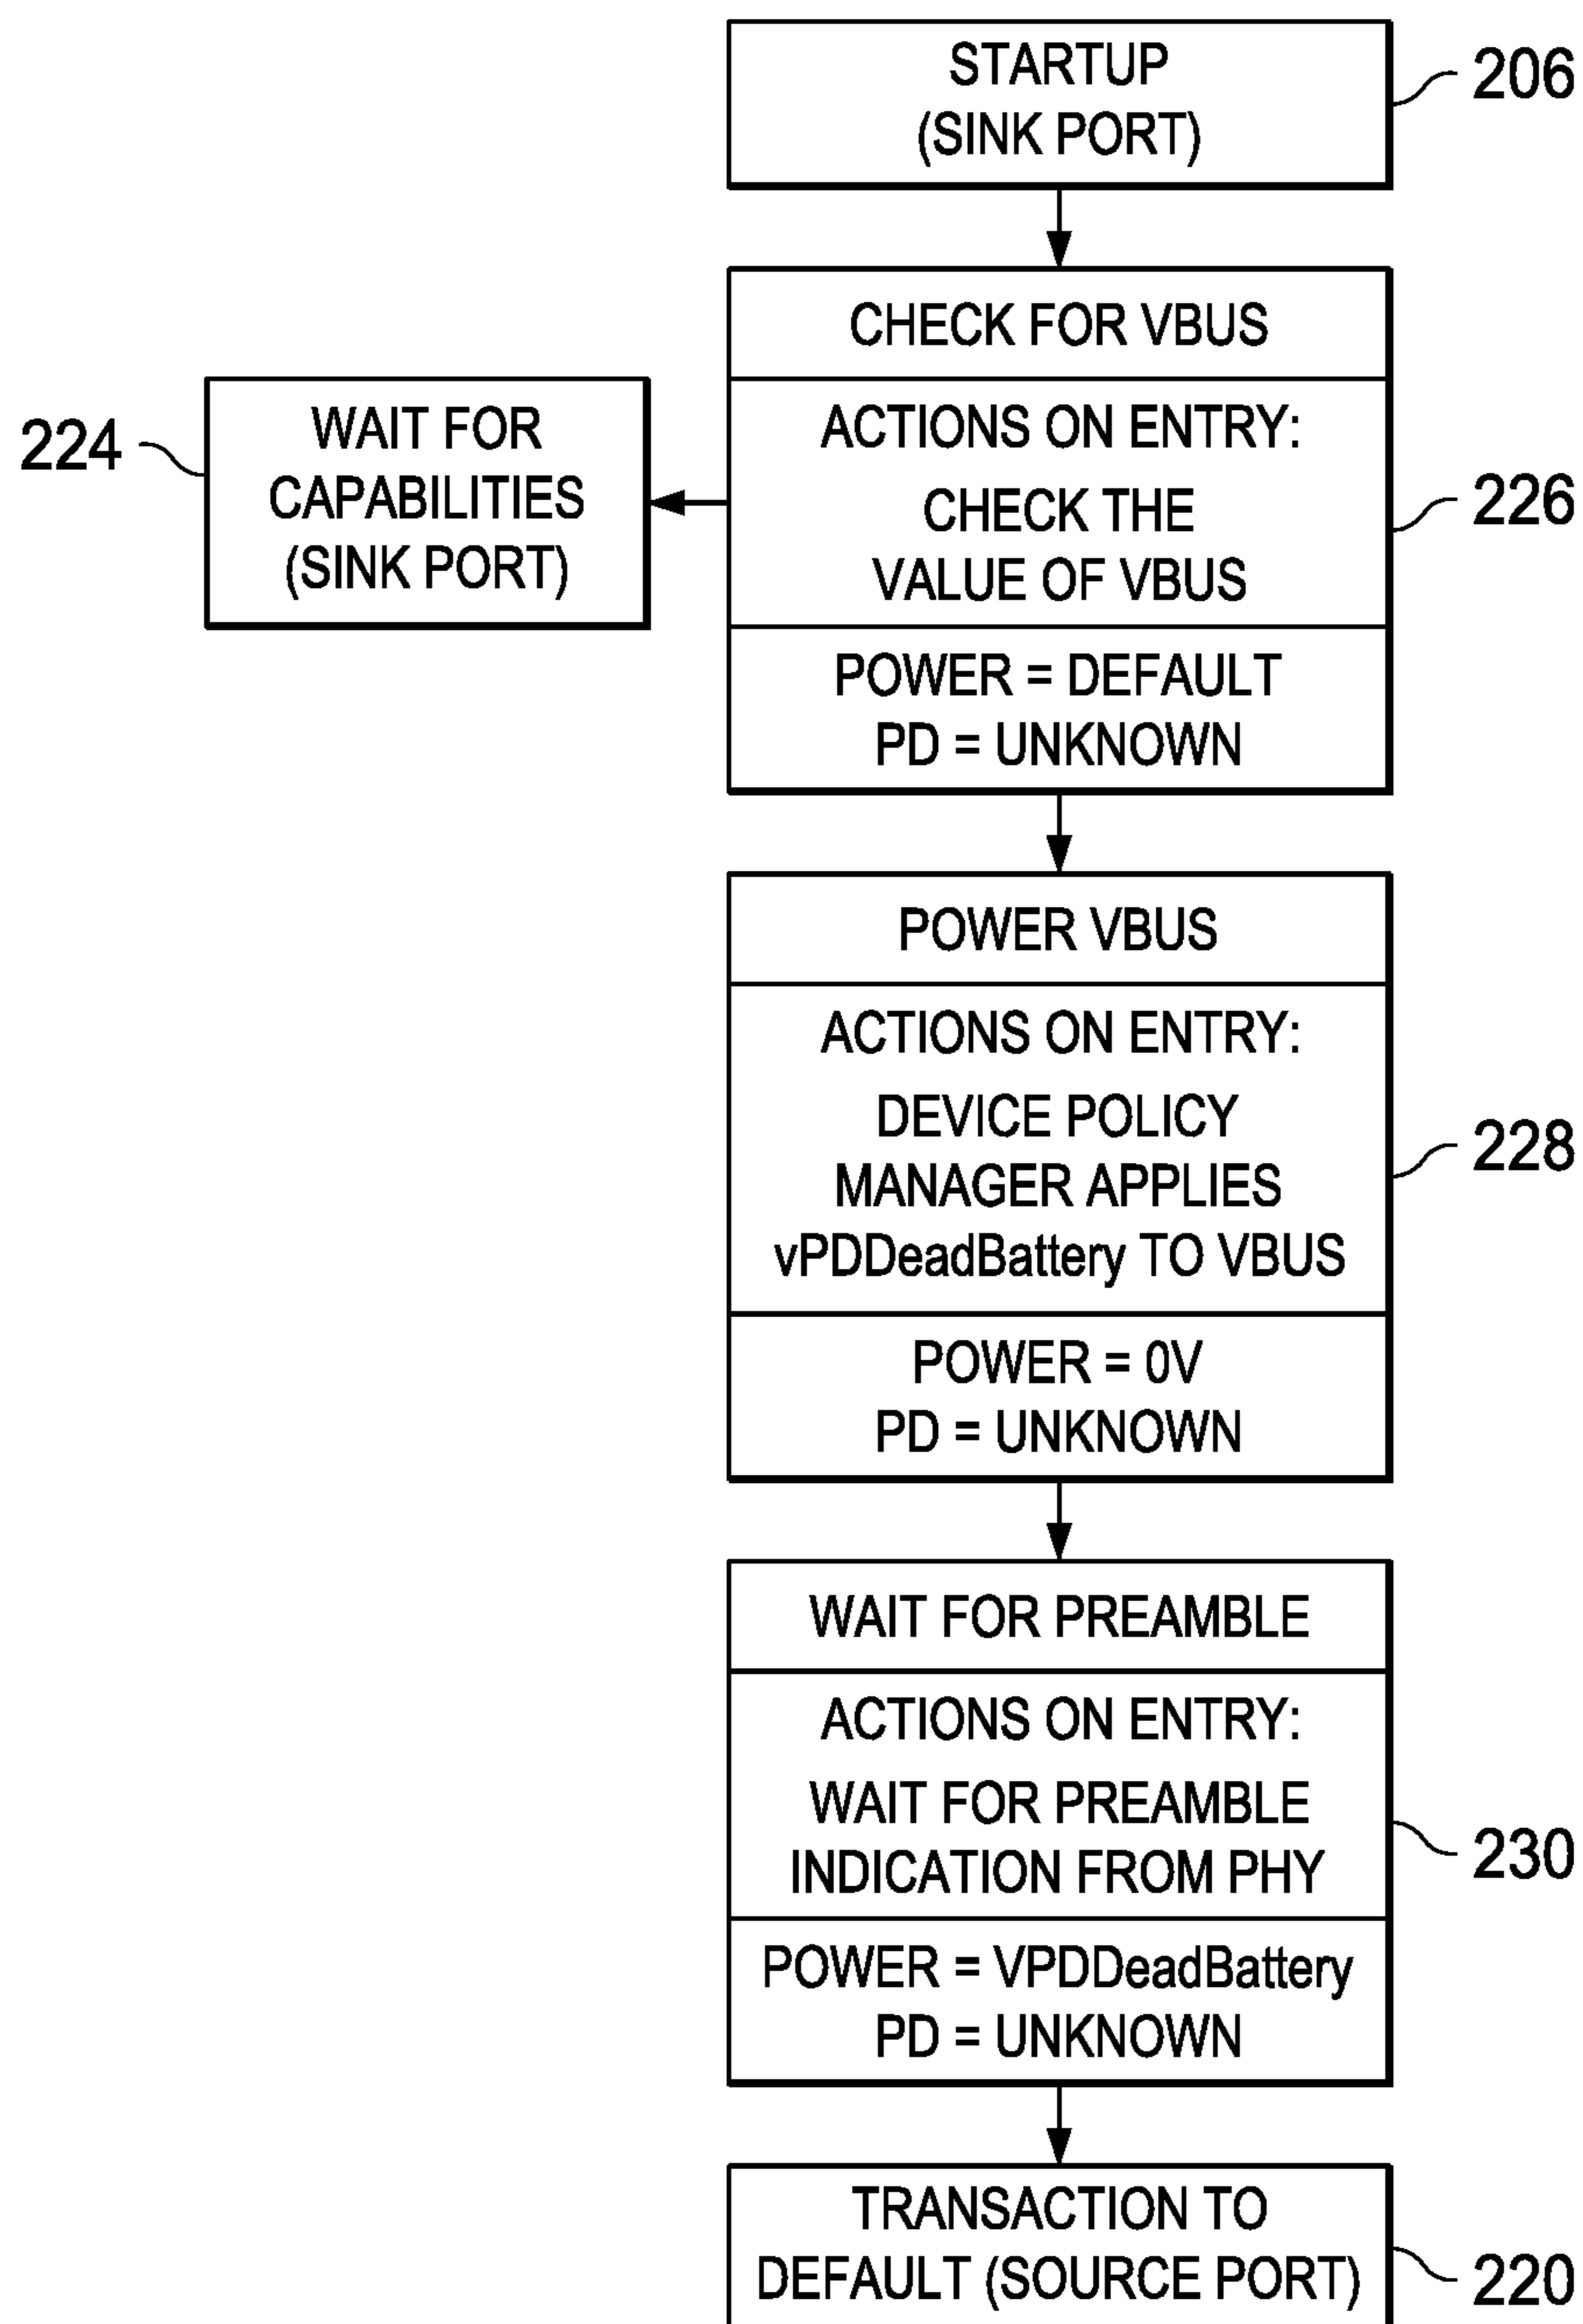 STARTUP
(SINK PORT)
206
CHECK FOR VBUS
ACTIONS ON ENTRY:
CHECK THE
VALUE OF VBUS
POWER = DEFAULT
PD = UNKNOWN
226
WAIT FOR
CAPABILITIES
(SINK PORT)
224
POWER VBUS
ACTIONS ON ENTRY:
DEVICE POLICY
MANAGER APPLIES
vPDDeadBattery TO VBUS
POWER = 0V
PD = UNKNOWN
228
WAIT FOR PREAMBLE
ACTIONS ON ENTRY:
WAIT FOR PREAMBLE
INDICATION FROM PHY
POWER = VPDDeadBattery
PD = UNKNOWN
230
TRANSACTION TO
DEFAULT (SOURCE PORT)
220